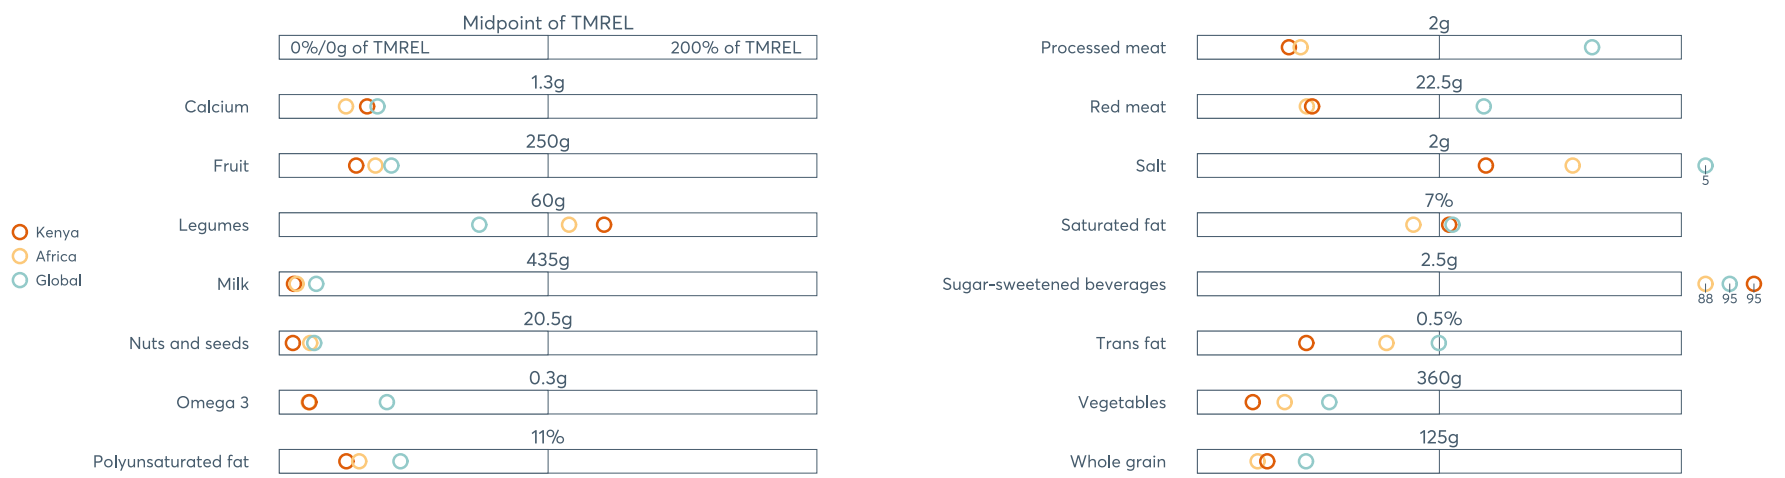 Midpoint of TMREL
0%/0g of TMREL 200% of TMREL
1.3g
Calcium
250g
Fruit
60g
Legumes
435g
Milk
20.5g
Nuts and seeds
0.3g
Omega 3
11%
Polyunsaturated fat
Kenya
Africa
Global
2g
Processed meat
22.5g
Red meat
2g
Salt
5
7%
Saturated fat
2.5g
Sugar-sweetened beverages
88 95 95
0.5%
Trans fat
360g
Vegetables
125g
Whole grain